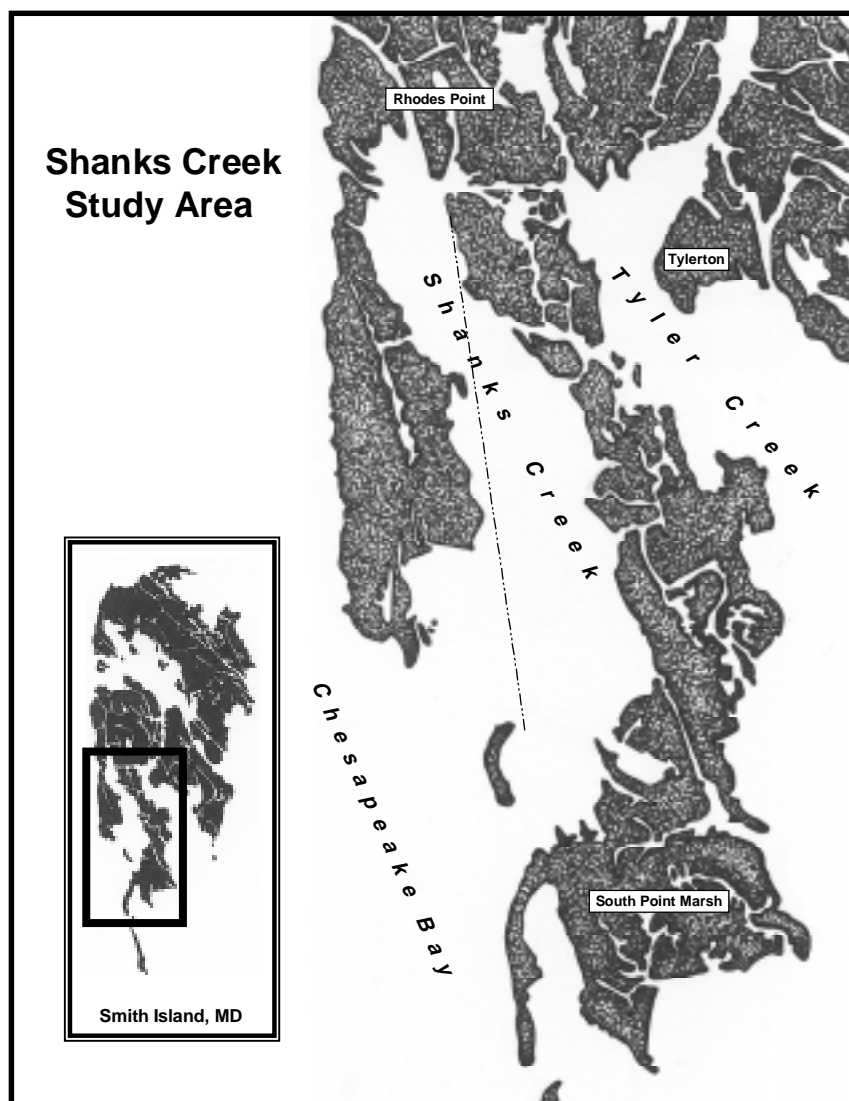 Shanks Creek
Study Area
Rhodes Point
Tylerton
Shanks Creek
Tyler Creek
Chesapeake Bay
South Point Marsh
Smith Island, MD